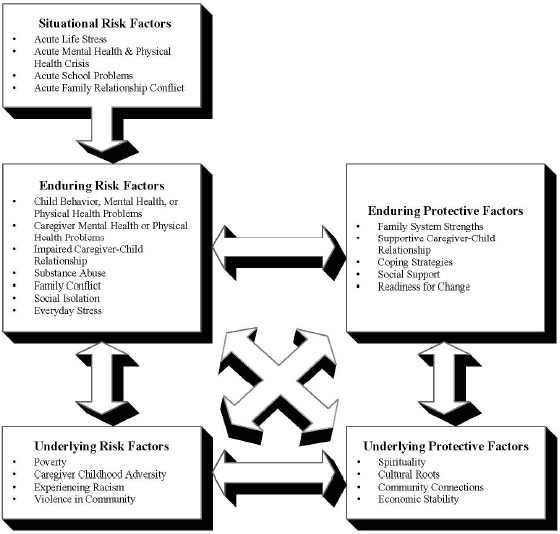 Situational Risk Factors
• Acute Life Stress
• Acute Mental Health & Physical
Health Crisis
• Acute School Problems
• Acute Family Relationship Conflict
Enduring Risk Factors
• Child Behavior, Mental Health, or
Physical Health Problems
• Caregiver Mental Health or Physical
Health Problems
• Impaired Caregiver-Child
Relationship
• Substance Abuse
• Family Conflict
• Social Isolation
• Everyday Stress
Enduring Protective Factors
• Family System Strengths
• Supportive Caregiver-Child
Relationship
• Coping Strategies
• Social Support
• Readiness for Change
Underlying Risk Factors
• Poverty
• Caregiver Childhood Adversity
• Experiencing Racism
• Violence in Community
Underlying Protective Factors
• Spirituality
• Cultural Roots
• Community Connections
• Economic Stability